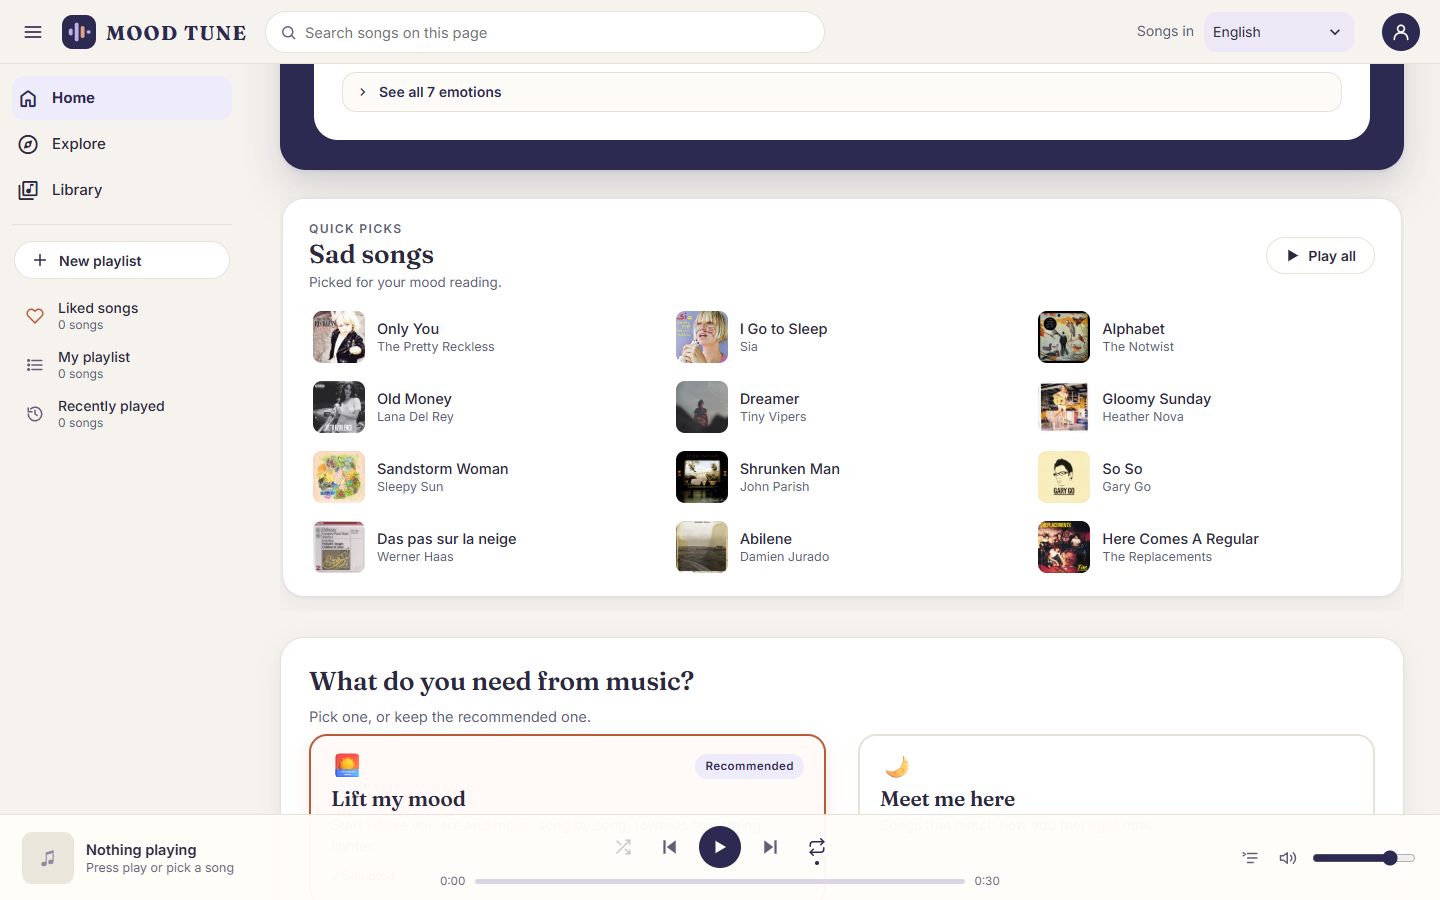 MOOD TUNE
Search songs on this page
Songs in
English
Home
Explore
Library
New playlist
Liked songs
0 songs
My playlist
0 songs
Recently played
0 songs
See all 7 emotions
QUICK PICKS
Sad songs
Picked for your mood reading.
Play all
Only You
The Pretty Reckless
I Go to Sleep
Sia
Alphabet
The Notwist
Old Money
Lana Del Rey
Dreamer
Tiny Vipers
Gloomy Sunday
Heather Nova
Sandstorm Woman
Sleepy Sun
Shrunken Man
John Parish
So So
Gary Go
GARY GO
Das pas sur la neige
Werner Haas
Abilene
Damien Jurado
Here Comes A Regular
The Replacements
What do you need from music?
Pick one, or keep the recommended one.
Recommended
Lift my mood
Meet me here
Nothing playing
Press play or pick a song
0:00
0:30